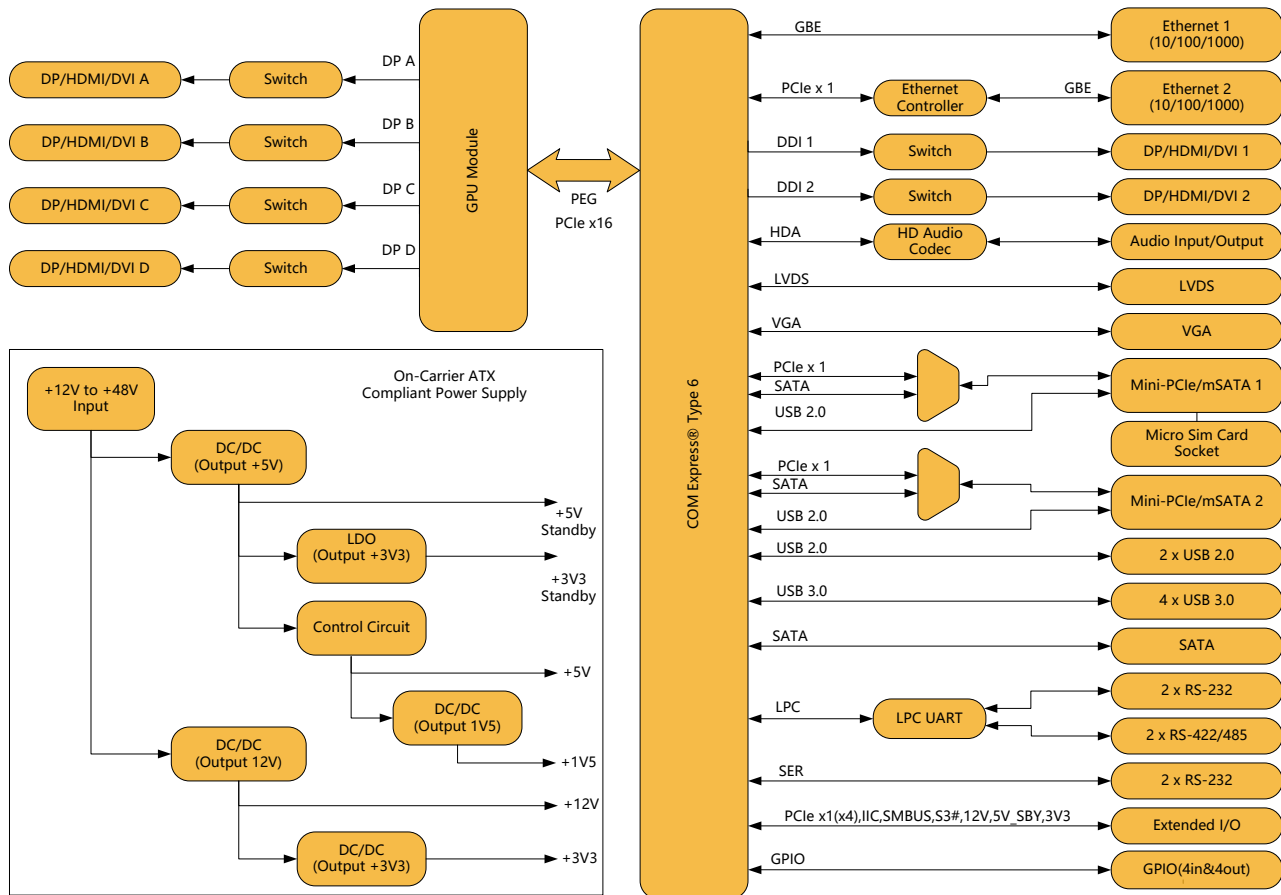 DP/HDMI/DVI A
Switch
DP A
DP/HDMI/DVI B
Switch
DP B
DP/HDMI/DVI C
Switch
DP C
DP/HDMI/DVI D
Switch
DP D
GPU Module
PEG
PCIe x16
COM Express® Type 6
GBE
Ethernet 1
(10/100/1000)
PCIe x 1
Ethernet
Controller
GBE
Ethernet 2
(10/100/1000)
DDI 1
Switch
DP/HDMI/DVI 1
DDI 2
Switch
DP/HDMI/DVI 2
HDA
HD Audio
Codec
Audio Input/Output
LVDS
LVDS
VGA
VGA
PCIe x 1
SATA
USB 2.0
Mini-PCIe/mSATA 1
Micro Sim Card
Socket
PCIe x 1
SATA
USB 2.0
Mini-PCIe/mSATA 2
USB 2.0
2 x USB 2.0
USB 3.0
4 x USB 3.0
SATA
SATA
LPC
LPC UART
2 x RS-232
2 x RS-422/485
SER
2 x RS-232
PCIe x1(x4),IIC,SMBUS,S3#,12V,5V_SBY,3V3
Extended I/O
GPIO
GPIO(4in&4out)
On-Carrier ATX
Compliant Power Supply
+12V to +48V
Input
DC/DC
(Output +5V)
+5V
Standby
LDO
(Output +3V3)
+3V3
Standby
Control Circuit
+5V
DC/DC
(Output 1V5)
+1V5
DC/DC
(Output 12V)
+12V
DC/DC
(Output +3V3)
+3V3